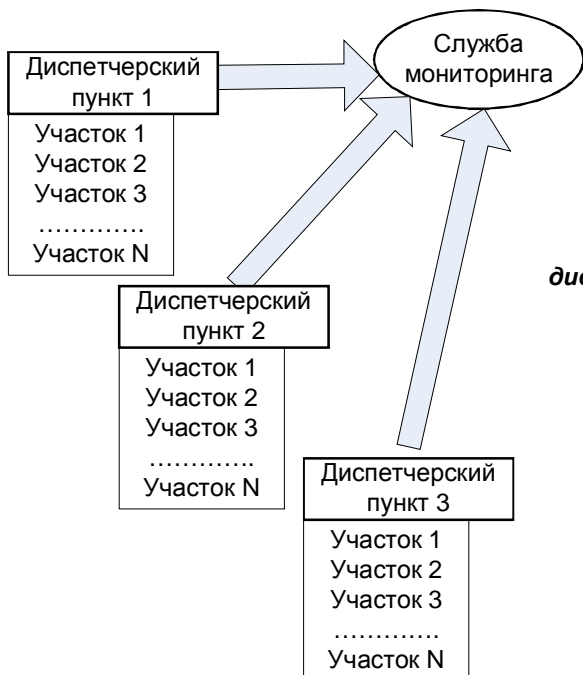 Служба
мониторинга
Диспетчерский
пункт 1
Участок 1
Участок 2
Участок 3
………….
Участок N
Диспетчерский
пункт 2
Участок 1
Участок 2
Участок 3
………….
Участок N
дис
Диспетчерский
пункт 3
Участок 1
Участок 2
Участок 3
………….
Участок N